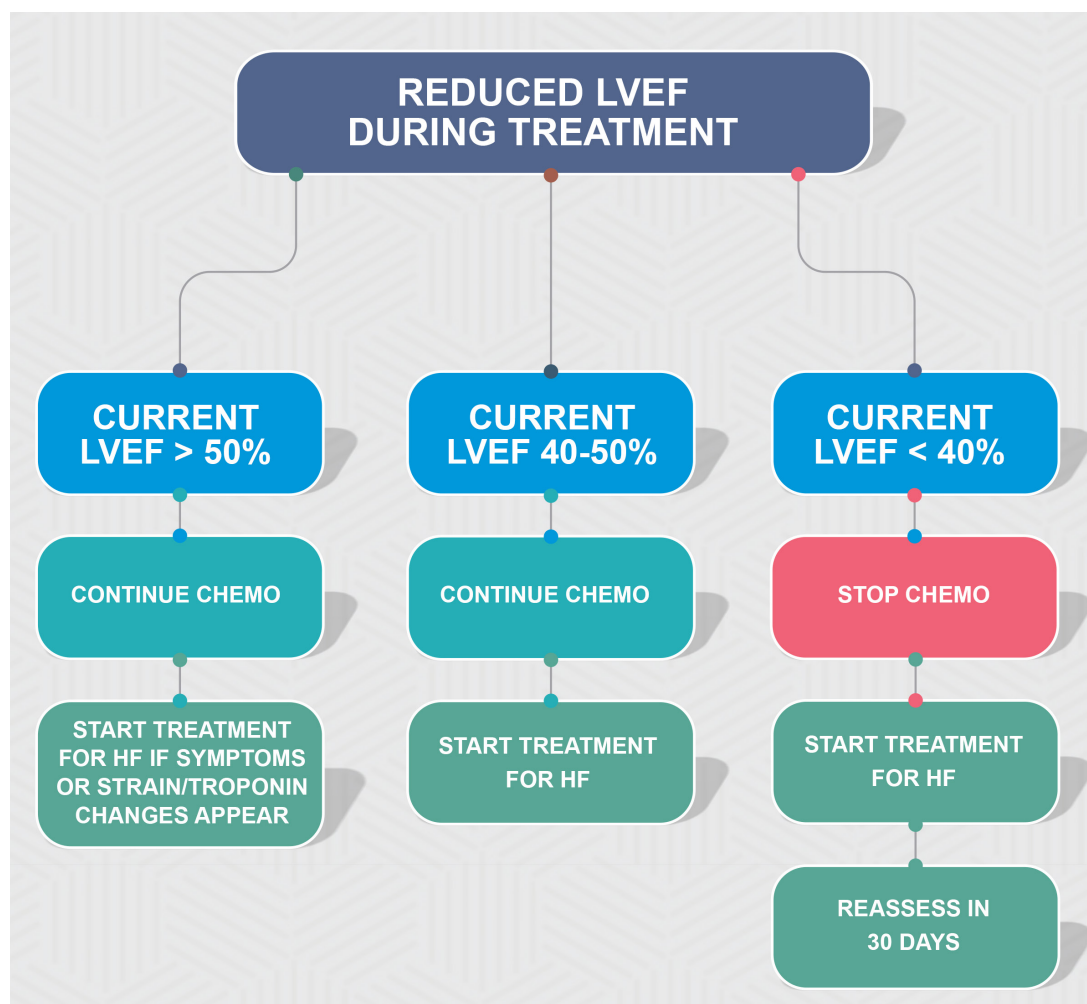 REDUCED LVEF
DURING TREATMENT
CURRENT
LVEF > 50%
CONTINUE CHEMO
START TREATMENT
FOR HF IF SYMPTOMS
OR STRAIN/TROPONIN
CHANGES APPEAR
CURRENT
LVEF 40-50%
CONTINUE CHEMO
START TREATMENT
FOR HF
CURRENT
LVEF < 40%
STOP CHEMO
START TREATMENT
FOR HF
REASSESS IN
30 DAYS